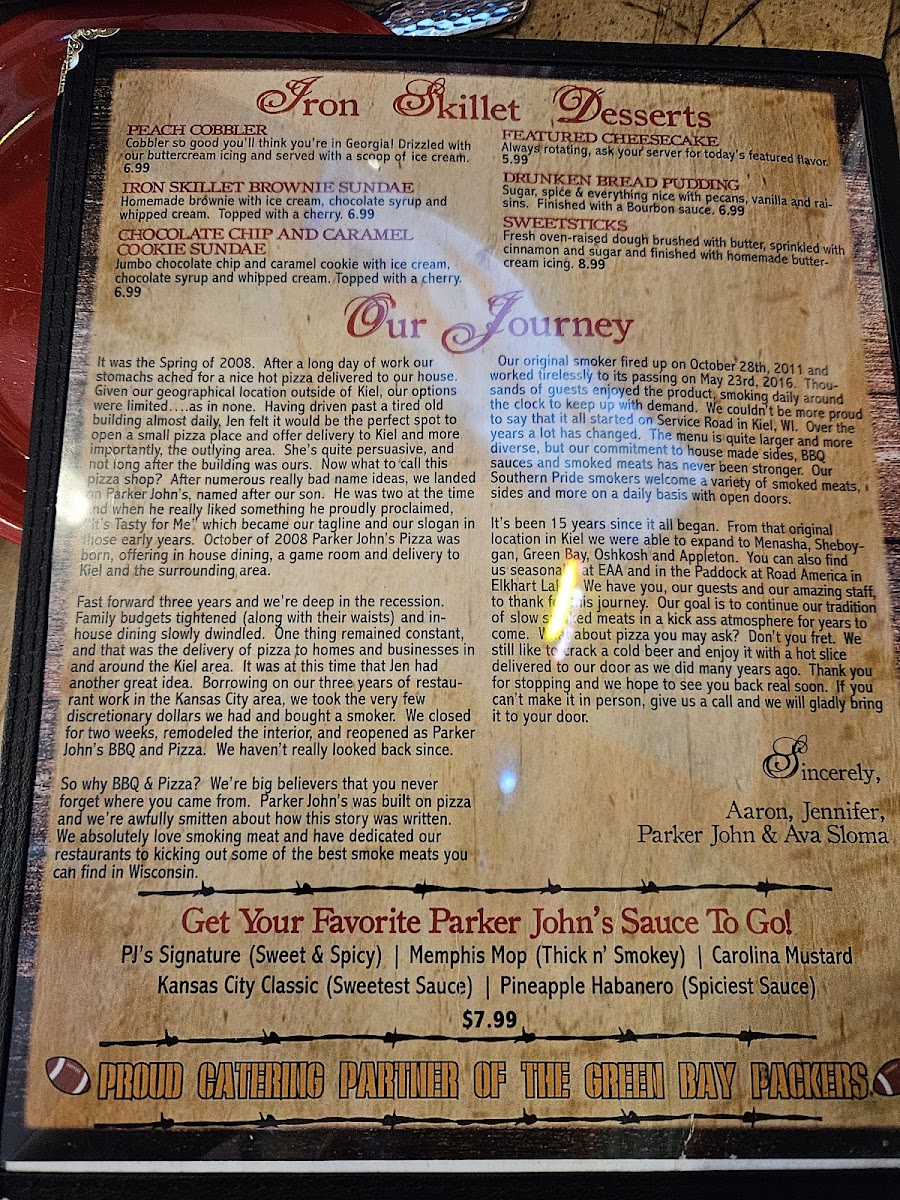 Iron Skillet Desserts
PEACH COBBLER
Cobbler so good you'll think you're in Georgia! Drizzled with
our buttercream icing and served with a scoop of ice cream.
6.99
IRON SKILLET BROWNIE SUNDAE
Homemade brownie with ice cream, chocolate syrup and
whipped cream. Topped with a cherry. 6.99
CHOCOLATE CHIP AND CARAMEL
COOKIE SUNDAE
Jumbo chocolate chip and caramel cookie with ice cream,
chocolate syrup and whipped cream. Topped with a cherry.
6.99
FEATURED CHEESECAKE
Always rotating, ask your server for today's featured flavor.
5.99
DRUNKEN BREAD PUDDING
Sugar, spice & everything nice with pecans, vanilla and rai-
sins. Finished with a Bourbon sauce. 6.99
SWEETSTICKS
Fresh oven-raised dough brushed with butter, sprinkled with
cinnamon and sugar and finished with homemade butter-
cream icing. 8.99
Our Journey
It was the Spring of 2008. After a long day of work our
stomachs ached for a nice hot pizza delivered to our house.
Given our geographical location outside of Kiel, our options
were limited....as in none. Having driven past a tired old
building almost daily, Jen felt it would be the perfect spot to
open a small pizza place and offer delivery to Kiel and more
importantly, the outlying area. She's quite persuasive, and
not long after the building was ours. Now what to call this
pizza shop? After numerous really bad name ideas, we landed
on Parker John's, named after our son. He was two at the time
and when he really liked something he proudly proclaimed,
"It's Tasty for Me" which became our tagline and our slogan in
those early years. October of 2008 Parker John's Pizza was
born, offering in house dining, a game room and delivery to
Kiel and the surrounding area.
Fast forward three years and we're deep in the recession.
Family budgets tightened (along with their waists) and in-
house dining slowly dwindled. One thing remained constant,
and that was the delivery of pizza to homes and businesses in
and around the Kiel area. It was at this time that Jen had
another great idea. Borrowing on our three years of restau-
rant work in the Kansas City area, we took the very few
discretionary dollars we had and bought a smoker. We closed
for two weeks, remodeled the interior, and reopened as Parker
John's BBQ and Pizza. We haven't really looked back since.
So why BBQ & Pizza? We're big believers that you never
forget where you came from. Parker John's was built on pizza
and we're awfully smitten about how this story was written.
We absolutely love smoking meat and have dedicated our
restaurants to kicking out some of the best smoke meats you
can find in Wisconsin.
Our original smoker fired up on October 28th, 2011 and
worked tirelessly to its passing on May 23rd, 2016. Thou-
sands of guests enjoyed the product, smoking daily around
the clock to keep up with demand. We couldn't be more proud
to say that it all started on Service Road in Kiel, WI. Over the
years a lot has changed. The menu is quite larger and more
diverse, but our commitment to house made sides, BBQ
sauces and smoked meats has never been stronger. Our
Southern Pride smokers welcome a variety of smoked meats,
sides and more on a daily basis with open doors.
It's been 15 years since it all began. From that original
location in Kiel we were able to expand to Menasha, Sheboy-
gan, Green Bay, Oshkosh and Appleton. You can also find
us at EAA and in the Paddock at Road America in
Elkhart We have you, our guests and our amazing staff,
to thank journey. Our goal is to continue our tradition
of slow meats in a kick ass atmosphere for years to
come. about pizza you may ask? Don't you fret. We
still like to crack a cold beer and enjoy it with a hot slice
delivered to our door as we did many years ago. Thank you
for stopping and we hope to see you back real soon. If you
can't make it in person, give us a call and we will gladly bring
it to your door.
Sincerely,
Aaron, Jennifer,
Parker John & Ava Sloma
Get Your Favorite Parker John's Sauce To Go!
PJ's Signature (Sweet & Spicy) | Memphis Mop (Thick n' Smokey) | Carolina Mustard
Kansas City Classic (Sweetest Sauce) | Pineapple Habanero (Spiciest Sauce)
$7.99
PROUD CATERING PARTNER OF THE GREEN BAY PACKERS